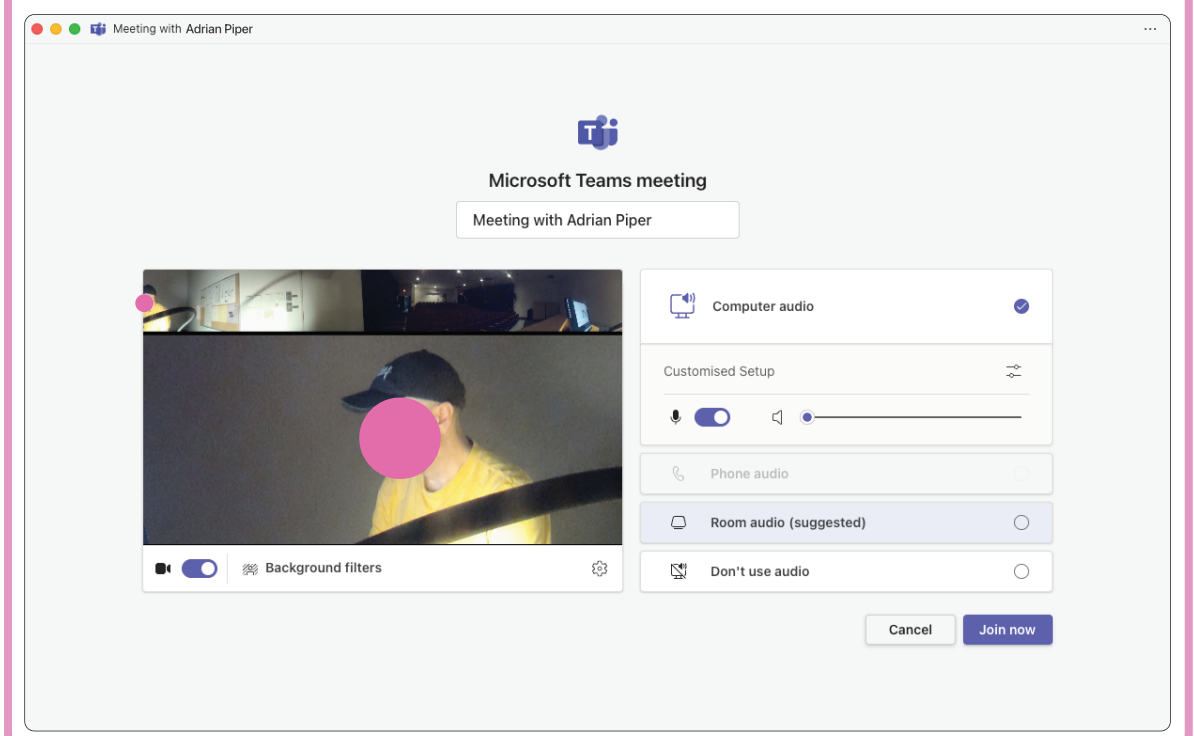 Meeting with Adrian Piper
Microsoft Teams meeting
Meeting with Adrian Piper
Computer audio
Customised Setup
Phone audio
Room audio (suggested)
Don't use audio
Background filters
Cancel
Join now